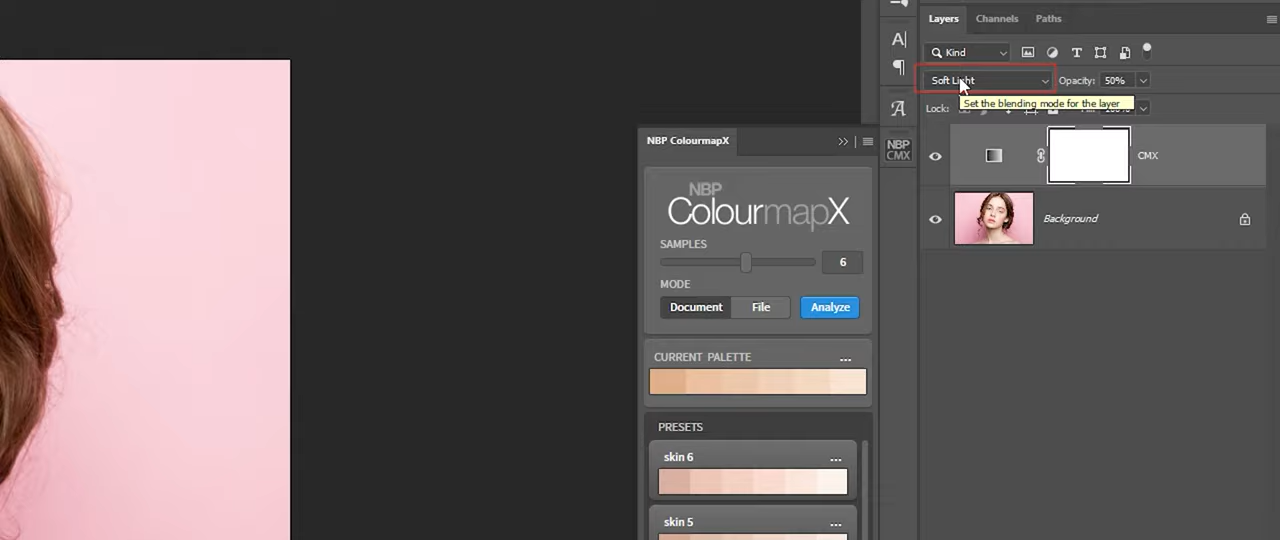 Layers Channels Paths
Kind
Soft Light Opacity: 50%
Set the blending mode for the layer
Lock:
NBP ColourmapX
NBP
CMX
CMX
NBP
ColourmapX
SAMPLES
6
Background
MODE
Document File Analyze
CURRENT PALETTE ...
PRESETS
skin 6 ...
skin 5 ...